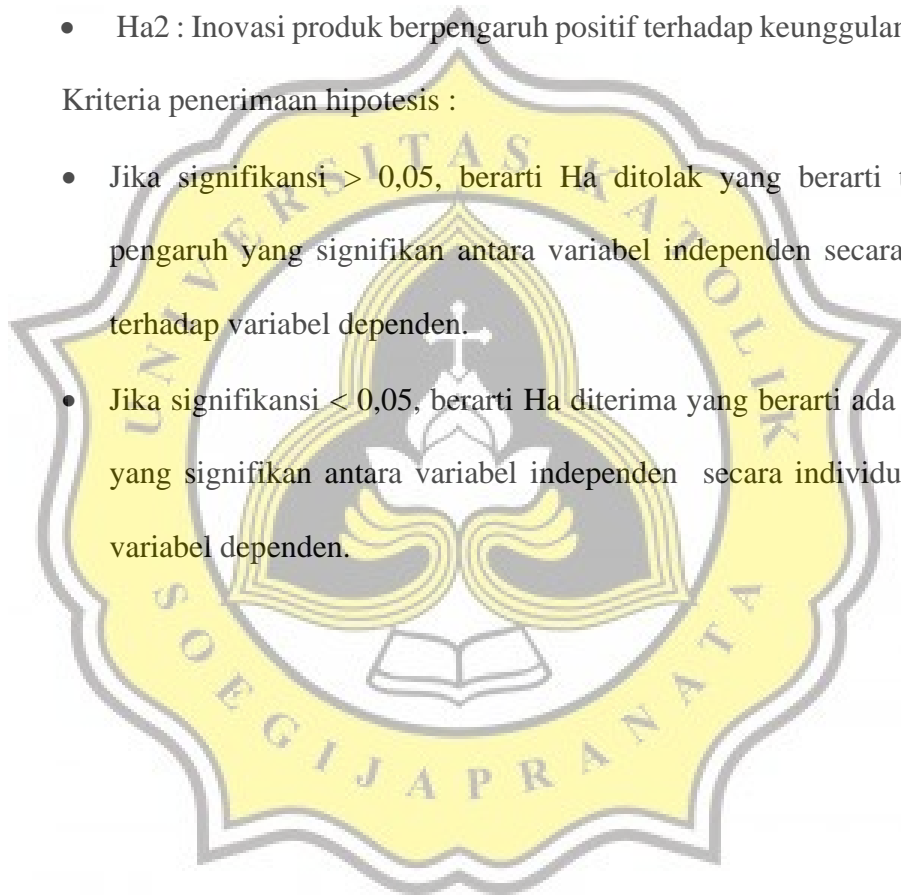 • Ha2 : Inovasi produk berpengaruh positif terhadap keunggulan
Kriteria penerimaan hipotesis :
• Jika signifikansi > 0,05, berarti Ha ditolak yang berarti
pengaruh yang signifikan antara variabel independen secara
terhadap variabel dependen.
• Jika signifikansi < 0,05, berarti Ha diterima yang berarti ada
yang signifikan antara variabel independen secara individu
variabel dependen.
UNIVERSITAS KATOLIK
SOEGIJAPRANATA